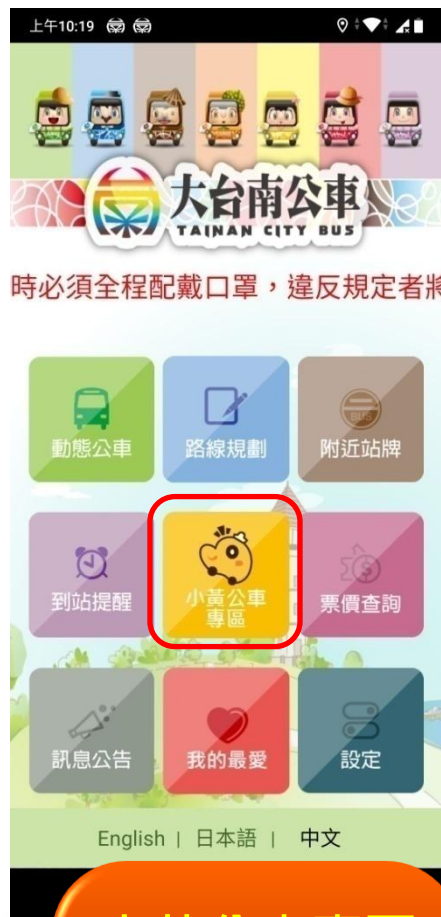 上午10:19
大台南公車
TAINAN CITY BUS
時必須全程配戴口罩，違反規定者將
動態公車
路線規劃
BUS
附近站牌
到站提醒
小黃公車
專區
票價查詢
訊息公告
我的最愛
設定
English | 日本語 | 中文